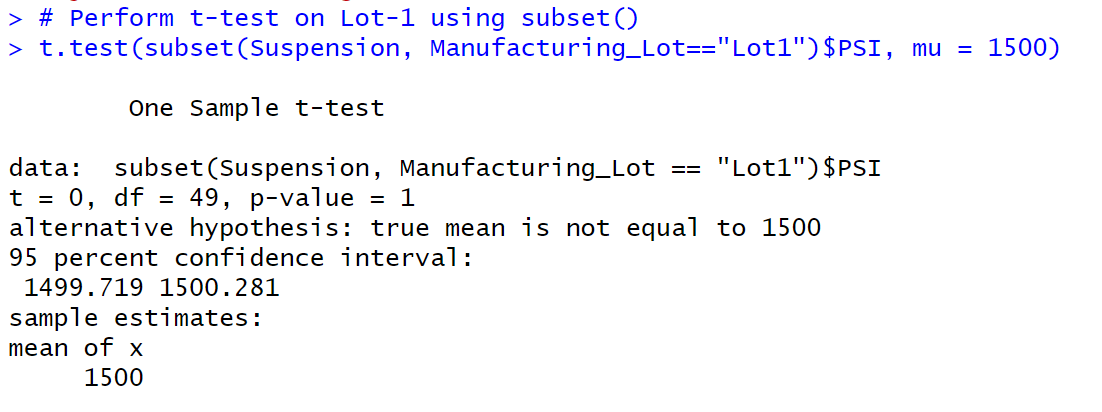 > # Perform t-test on Lot-1 using subset()
> t.test(subset(Suspension, Manufacturing_Lot=="Lot1")$PSI, mu = 1500)
One Sample t-test
data:  subset(Suspension, Manufacturing_Lot == "Lot1")$PSI
t = 0, df = 49, p-value = 1
alternative hypothesis: true mean is not equal to 1500
95 percent confidence interval:
1499.719 1500.281
sample estimates:
mean of x
1500